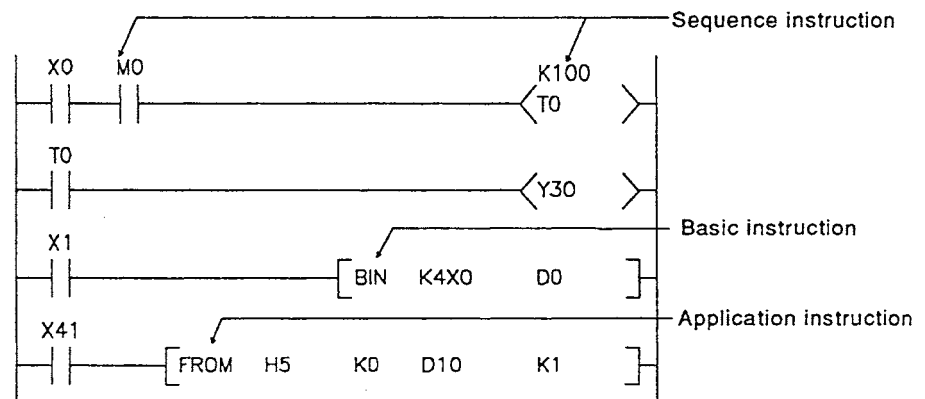 Sequence instruction
X0 M0 K100
T0
T0
Y30
Basic instruction
X1
BIN K4X0 D0
Application instruction
X41
FROM H5 K0 D10 K1